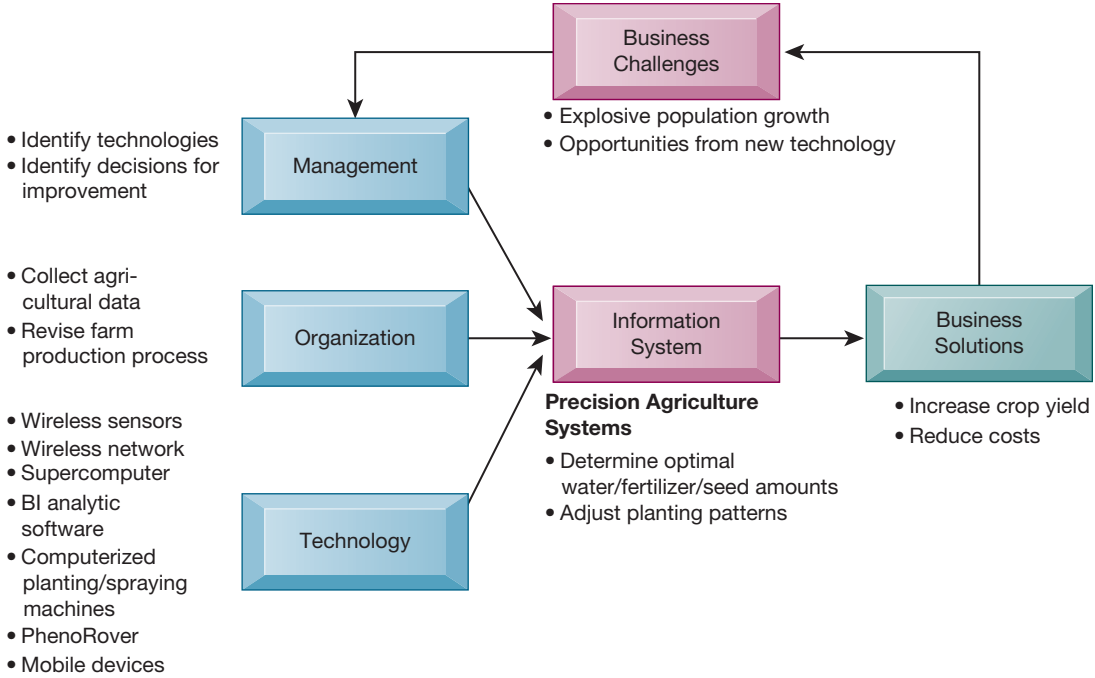 Business
Challenges
• Explosive population growth
• Opportunities from new technology
• Identify technologies
• Identify decisions for
improvement
Management
• Collect agri-
cultural data
• Revise farm
production process
Organization
Information
System
Business
Solutions
Precision Agriculture
Systems
• Determine optimal
water/fertilizer/seed amounts
• Adjust planting patterns
• Increase crop yield
• Reduce costs
• Wireless sensors
• Wireless network
• Supercomputer
• BI analytic
software
• Computerized
planting/spraying
machines
• PhenoRover
• Mobile devices
Technology